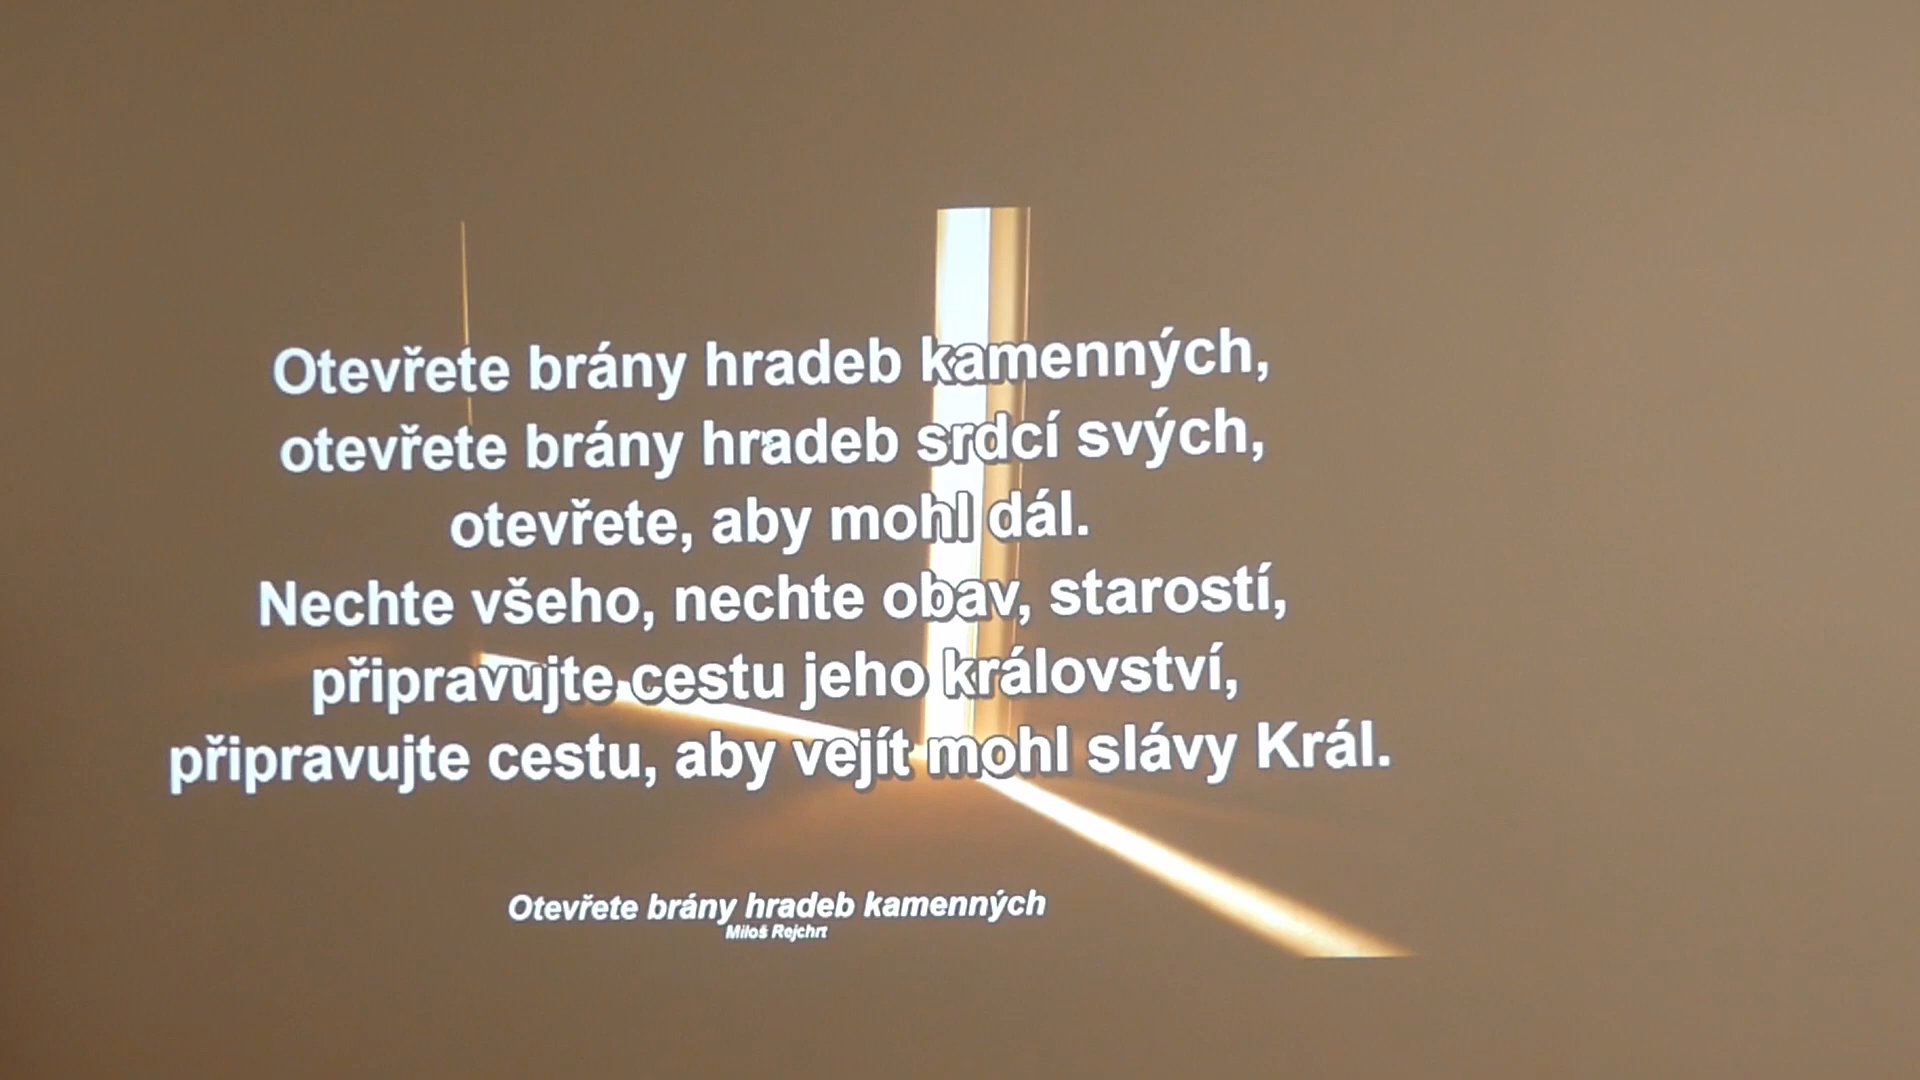 Otevřete brány hradeb kamenných,
otevřete brány hradeb srdcí svých,
otevřete, aby mohl dál.
Nechte všeho, nechte obav, starostí,
připravujte cestu jeho království,
připravujte cestu, aby vejít mohl slávy Král.
Otevřete brány hradeb kamenných
Miloš Rejchrt